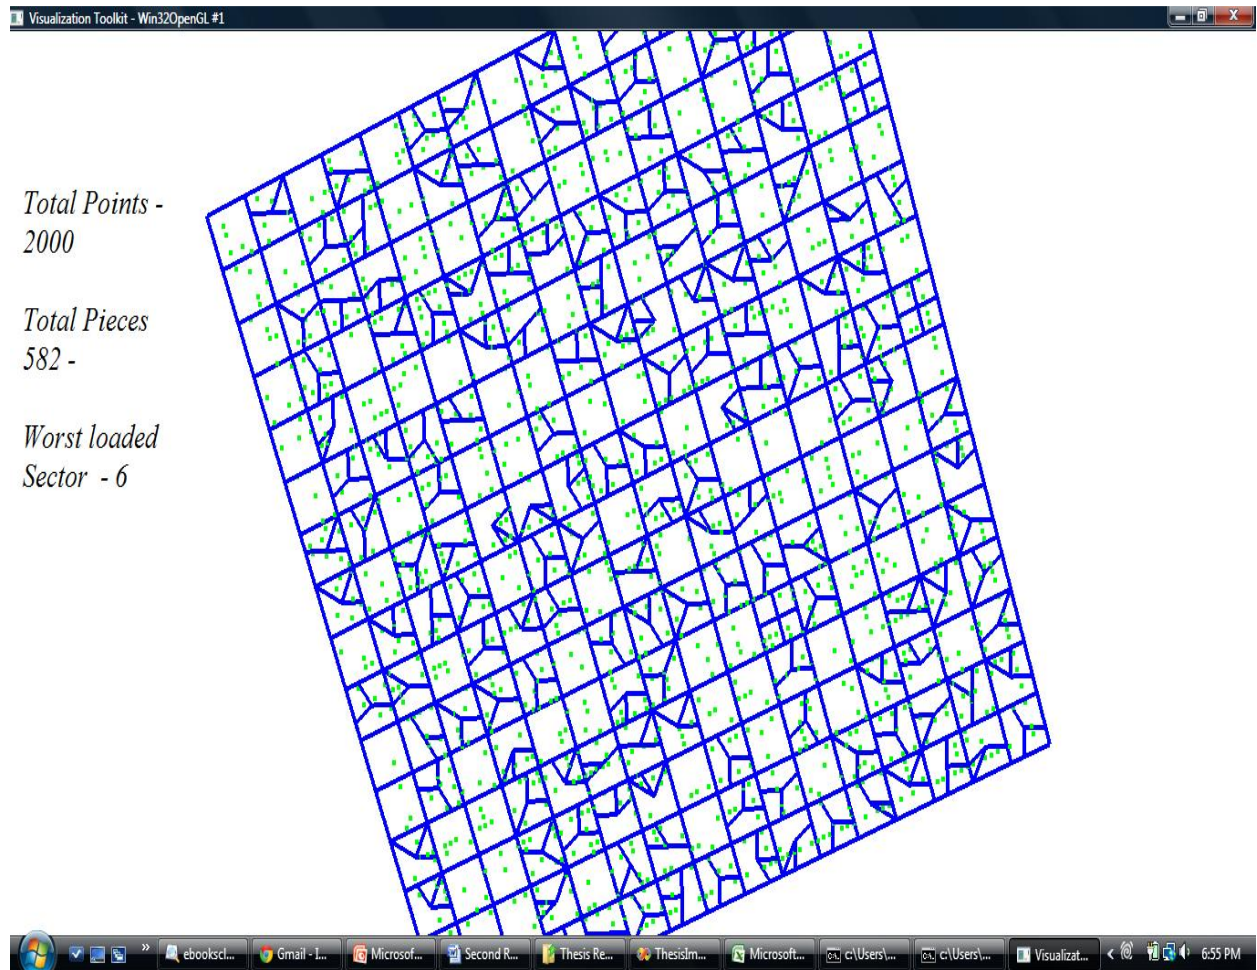 Visualization Toolkit - Win32OpenGL #1
Total Points -
2000
Total Pieces
582 -
Worst loaded
Sector - 6
ebookscl...
Gmail - I...
Microsof...
Second R...
Thesis Re...
ThesisIm...
Microsoft...
c:\Users\...
c:\Users\...
Visualizat...
6:55 PM